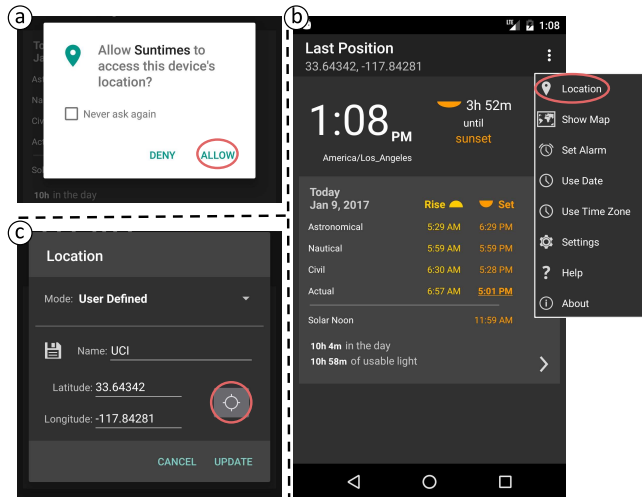 a
Allow Suntimes to
access this device's
location?
Never ask again
DENY ALLOW
10h in the day
b
1:08
Last Position
33.64342, -117.84281
1:08 PM
America/Los_Angeles
3h 52m
until
sunset
Today
Jan 9, 2017 Rise Set
Astronomical 5:29 AM 6:29 PM
Nautical 5:59 AM 5:59 PM
Civil 6:30 AM 5:28 PM
Actual 6:57 AM 5:01 PM
Solar Noon 11:59 AM
10h 4m in the day
10h 58m of usable light
Location
Show Map
Set Alarm
Use Date
Use Time Zone
Settings
? Help
About
c
Location
Mode: User Defined
Name: UCI
Latitude: 33.64342
Longitude: -117.84281
CANCEL UPDATE